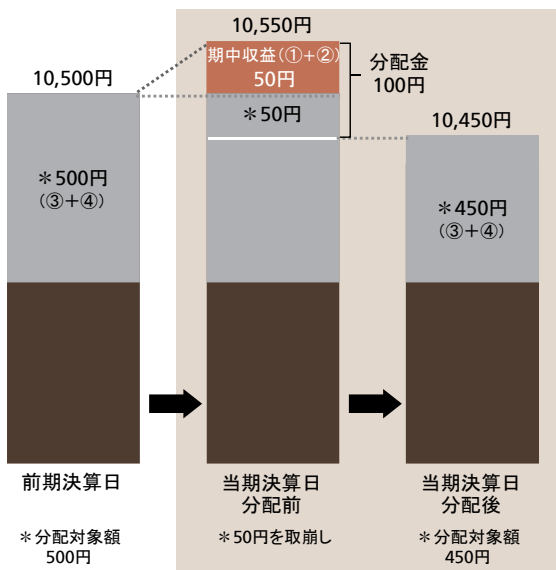 10,550円
期中収益(①+②)
50円
分配金
100円
10,500円
＊50円
10,450円
＊500円
(③+④)
＊450円
(③+④)
前期決算日
当期決算日
分配前
当期決算日
分配後
＊分配対象額
500円
＊50円を取崩し
＊分配対象額
450円